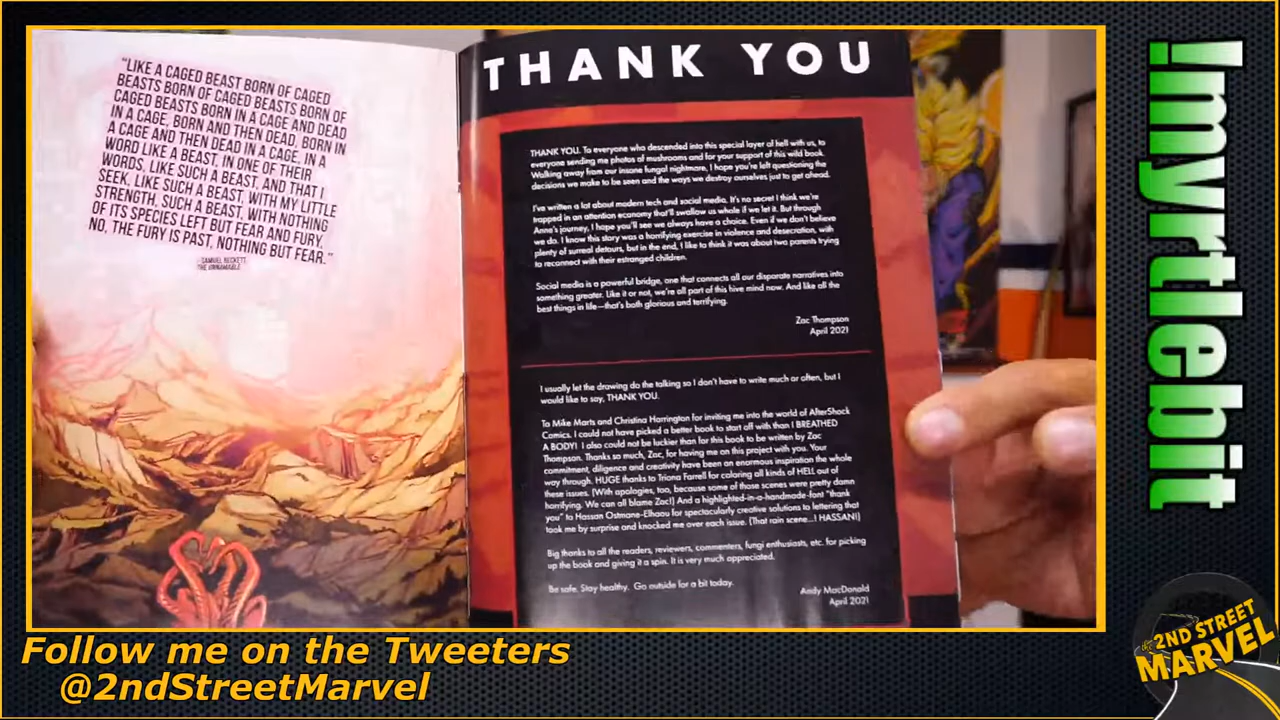 "LIKE A CAGED BEAST BORN OF CAGED
BEASTS BORN OF CAGED BEASTS BORN OF
CAGED BEASTS BORN IN A CAGE AND DEAD
IN A CAGE, BORN AND THEN DEAD, BORN IN
A CAGE AND THEN DEAD IN A CAGE, IN A
WORD LIKE A BEAST, IN ONE OF THEIR
WORDS, LIKE SUCH A BEAST, AND THAT I
SEEK, LIKE SUCH A BEAST, WITH MY LITTLE
STRENGTH, SUCH A BEAST, WITH NOTHING
OF ITS SPECIES LEFT BUT FEAR AND FURY,
NO, THE FURY IS PAST, NOTHING BUT FEAR."
- SAMUEL BECKETT,
THE UNNAMABLE
THANK YOU
THANK YOU. To everyone who descended into this special layer of hell with us, to
everyone sending me photos of mushrooms and for your support of this wild book.
Walking away from our insane fungal nightmare, I hope you're left questioning the
decisions we make to be seen and the ways we destroy ourselves just to get ahead.
I've written a lot about modern tech and social media. It's no secret I think we're
trapped in an attention economy that'll swallow us whole if we let it. But through
Anne's journey, I hope you'll see we always have a choice. Even if we don't believe
we do. I know this story was a horrifying exercise in violence and desecration, with
plenty of surreal detours, but in the end, I like to think it was about two parents trying
to reconnect with their estranged children.
Social media is a powerful bridge, one that connects all our disparate narratives into
something greater. Like it or not, we're all part of this hive mind now. And like all the
best things in life—that's both glorious and terrifying.
Zac Thompson
April 2021
I usually let the drawing do the talking so I don't have to write much or often, but I
would like to say, THANK YOU.
To Mike Marts and Christina Harrington for inviting me into the world of AfterShock
Comics. I could not have picked a better book to start off with than I BREATHED
A BODY! I also could not be luckier than for this book to be written by Zac
Thompson. Thanks so much, Zac, for having me on this project with you. Your
commitment, diligence and creativity have been an enormous inspiration the whole
way through. HUGE thanks to Triona Farrell for coloring all kinds of HELL out of
these issues. (With apologies, too, because some of those scenes were pretty damn
horrifying. We can all blame Zac!) And a highlighted-in-a-handmade-font "thank
you" to Hassan Ostmane-Elhaou for spectacularly creative solutions to lettering that
took me by surprise and knocked me over each issue. (That rain scene...! HASSAN!)
Big thanks to all the readers, reviewers, commenters, fungi enthusiasts, etc. for picking
up the book and giving it a spin. It is very much appreciated.
Be safe. Stay healthy. Go outside for a bit today.
Andy MacDonald
April 2021
!myrtlebit
Follow me on the Tweeters
@2ndStreetMarvel
the 2ND STREET
MARVEL